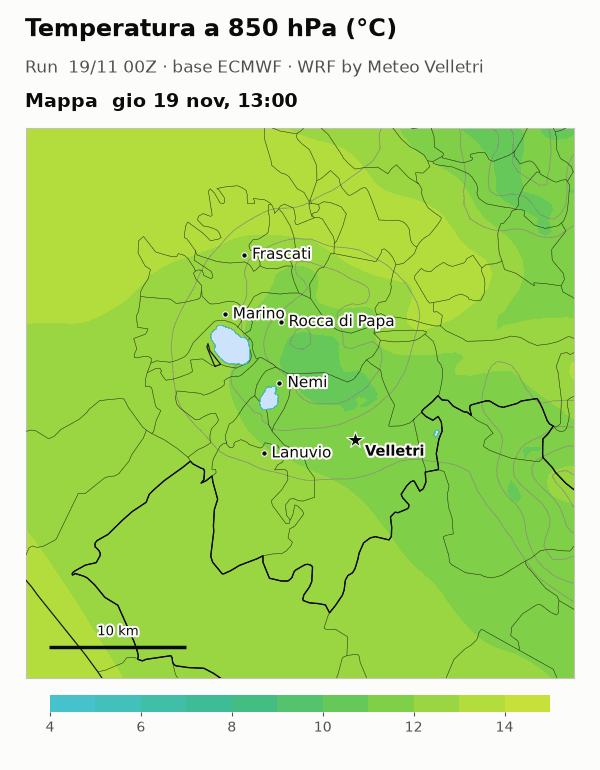 Temperatura a 850 hPa (°C)
Run 19/11 00Z · base ECMWF · WRF by Meteo Velletri
Mappa gio 19 nov, 13:00
Frascati
Marino
Rocca di Papa
Nemi
Velletri
Lanuvio
10 km
4 6 8 10 12 14